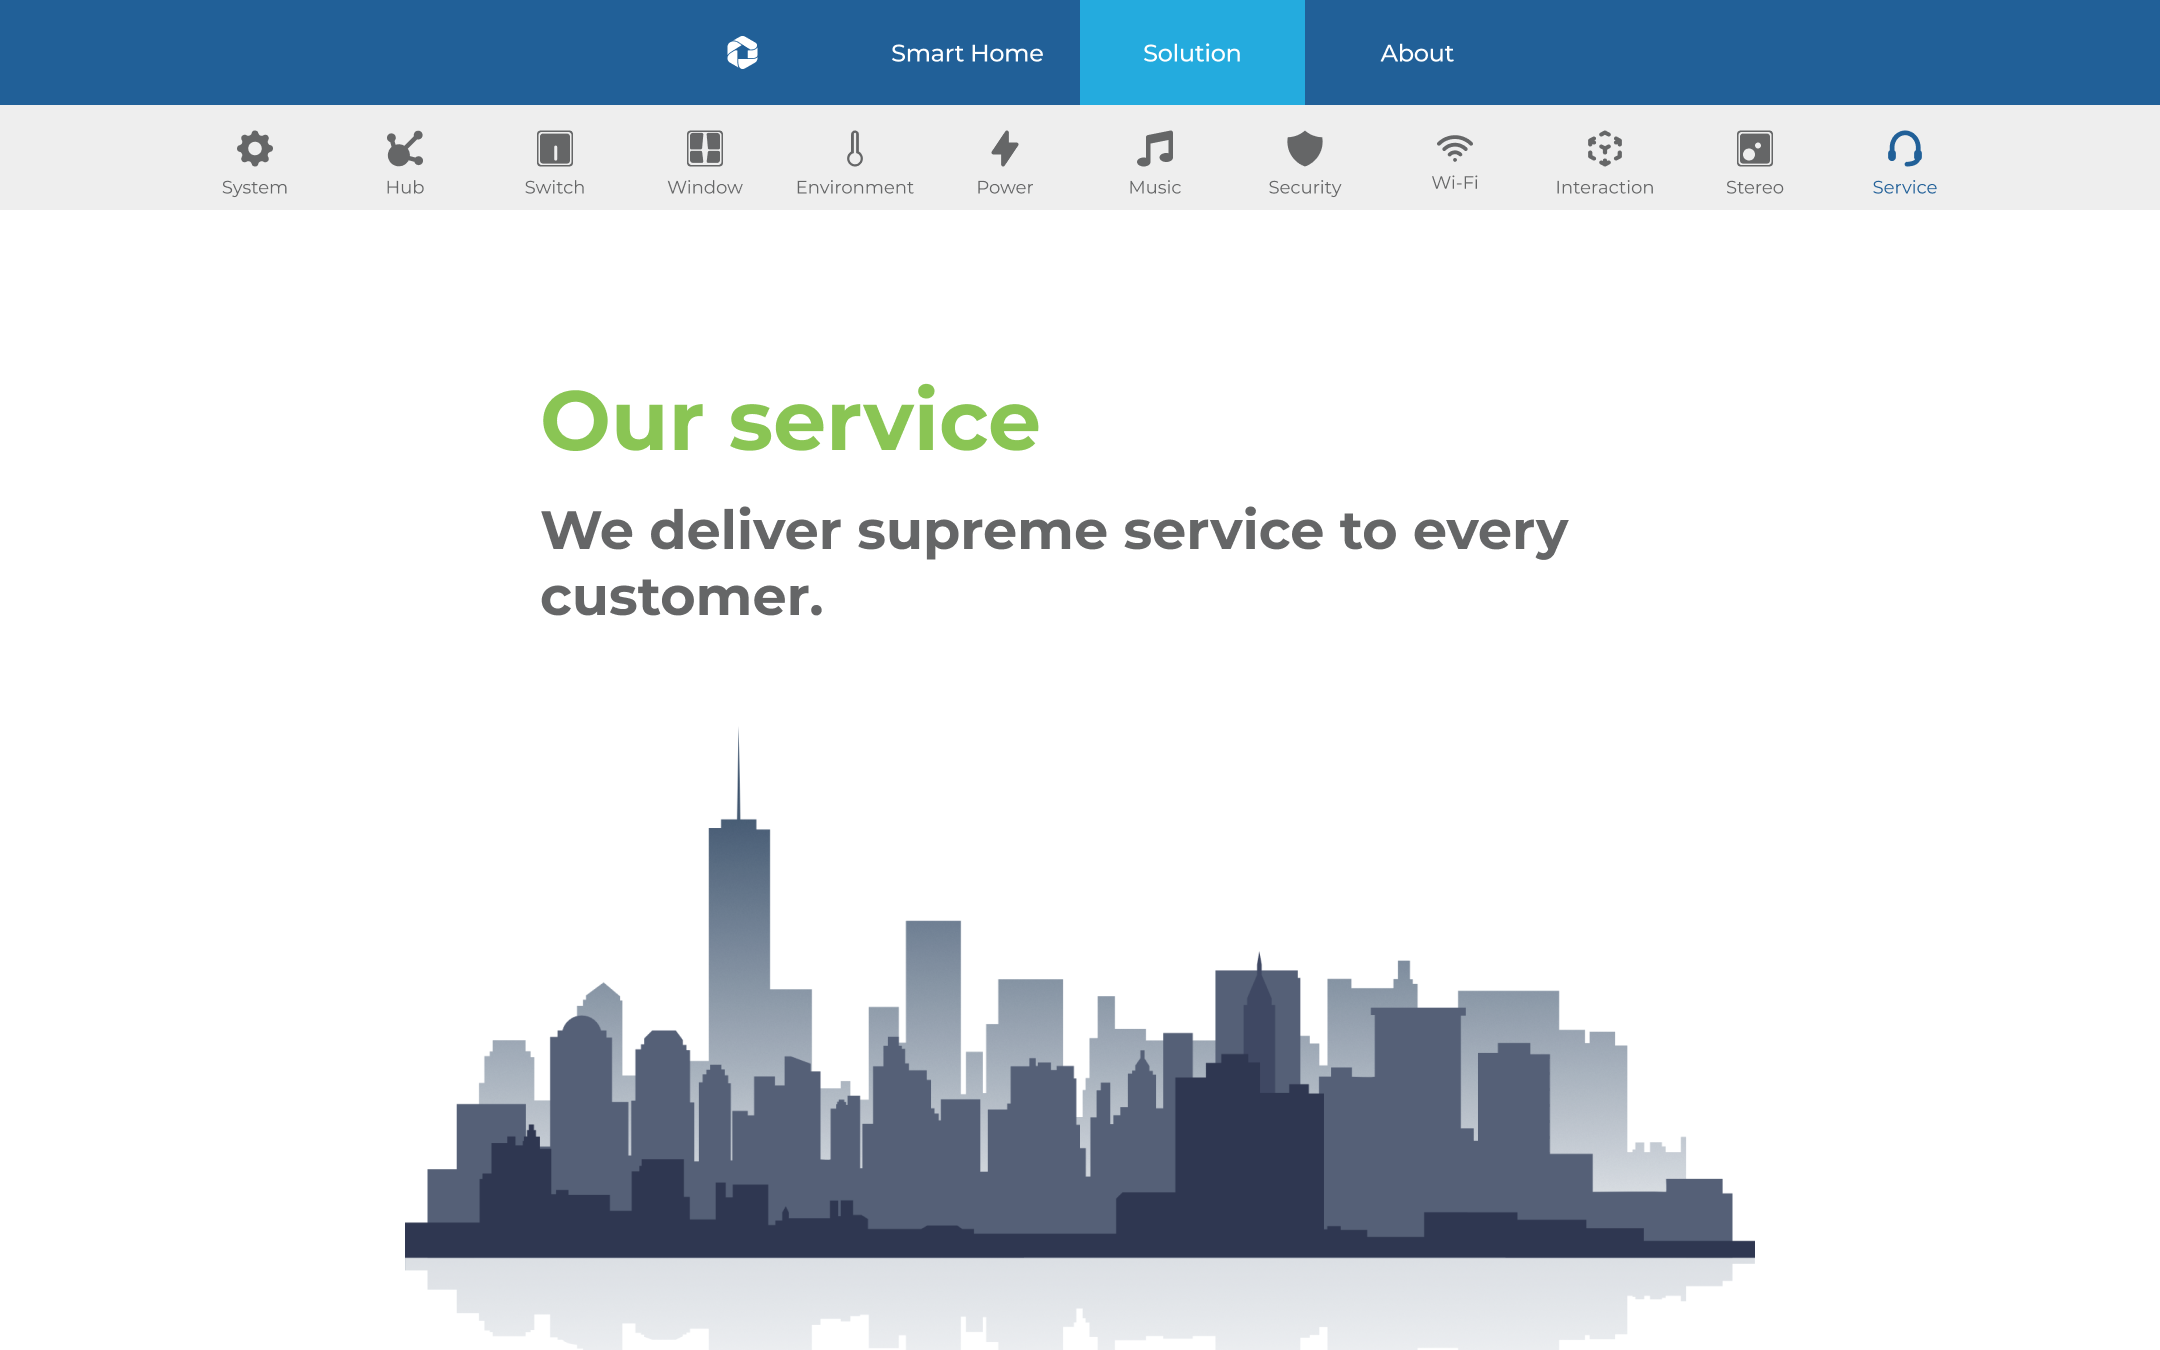 Smart Home Solution About
System Hub Switch Window Environment Power Music Security Wi-Fi Interaction Stereo Service
Our service
We deliver supreme service to every
customer.